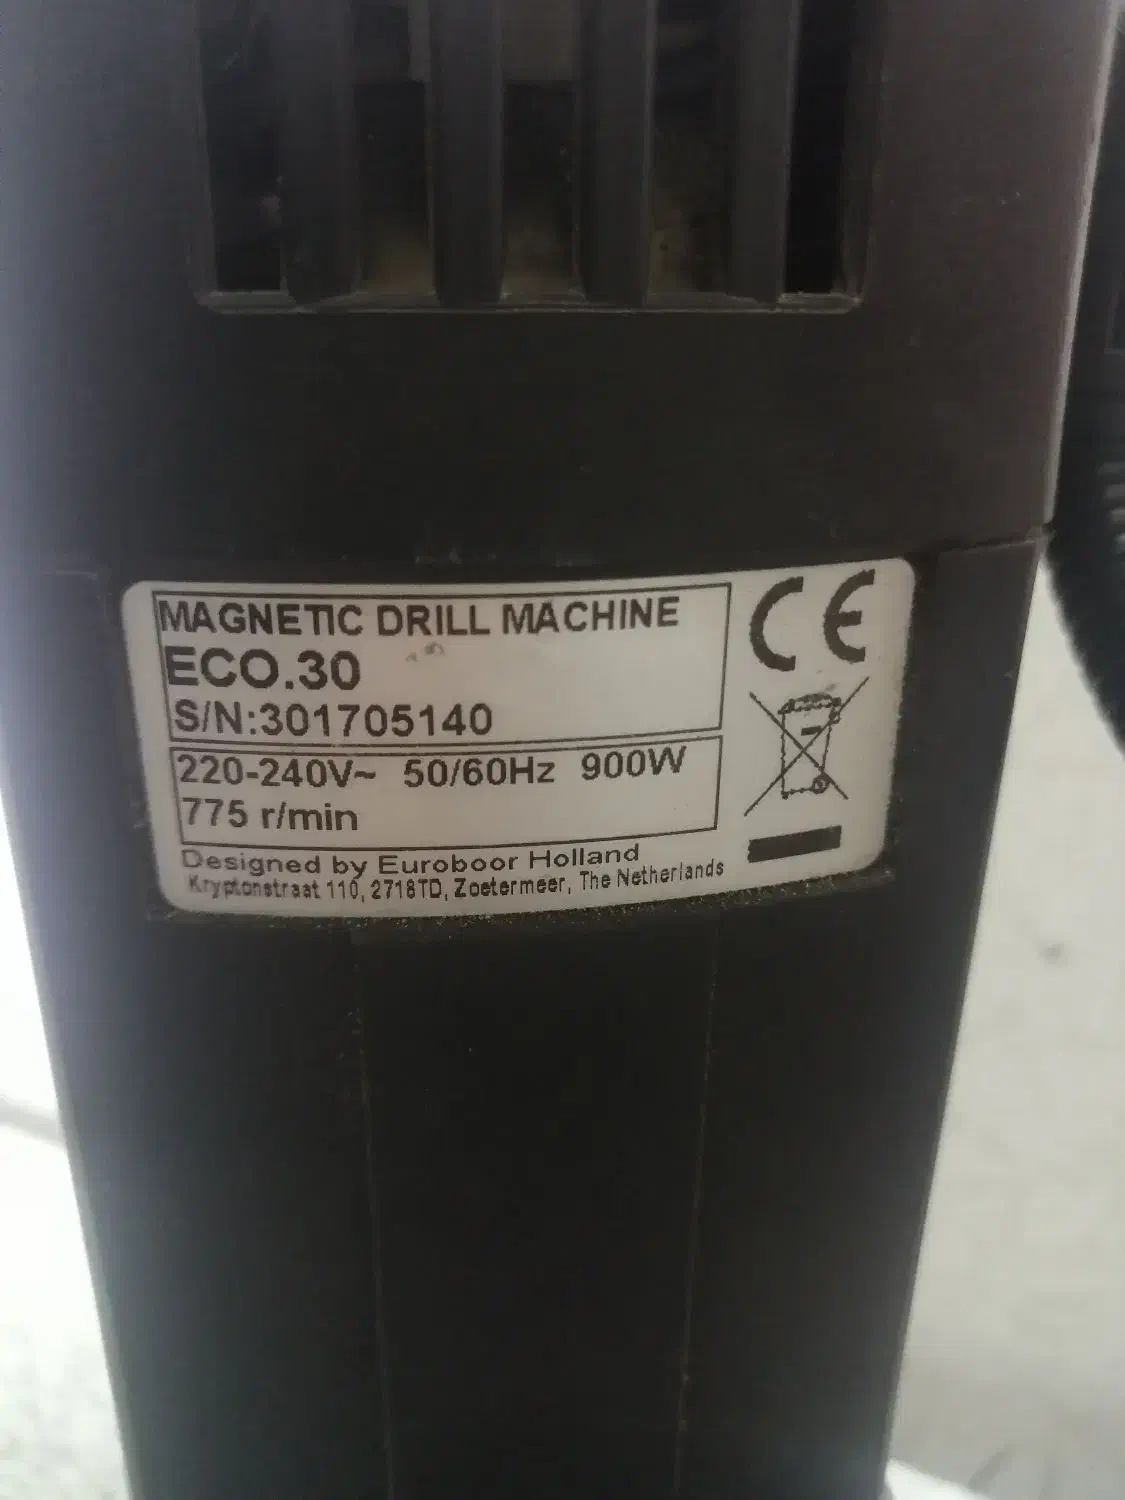 MAGNETIC DRILL MACHINE
ECO.30
S/N:301705140
220-240V~ 50/60Hz 900W
775 r/min
Designed by Euroboor Holland
Kryptonstraat 110, 2718TD, Zoetermeer, The Netherlands
CE